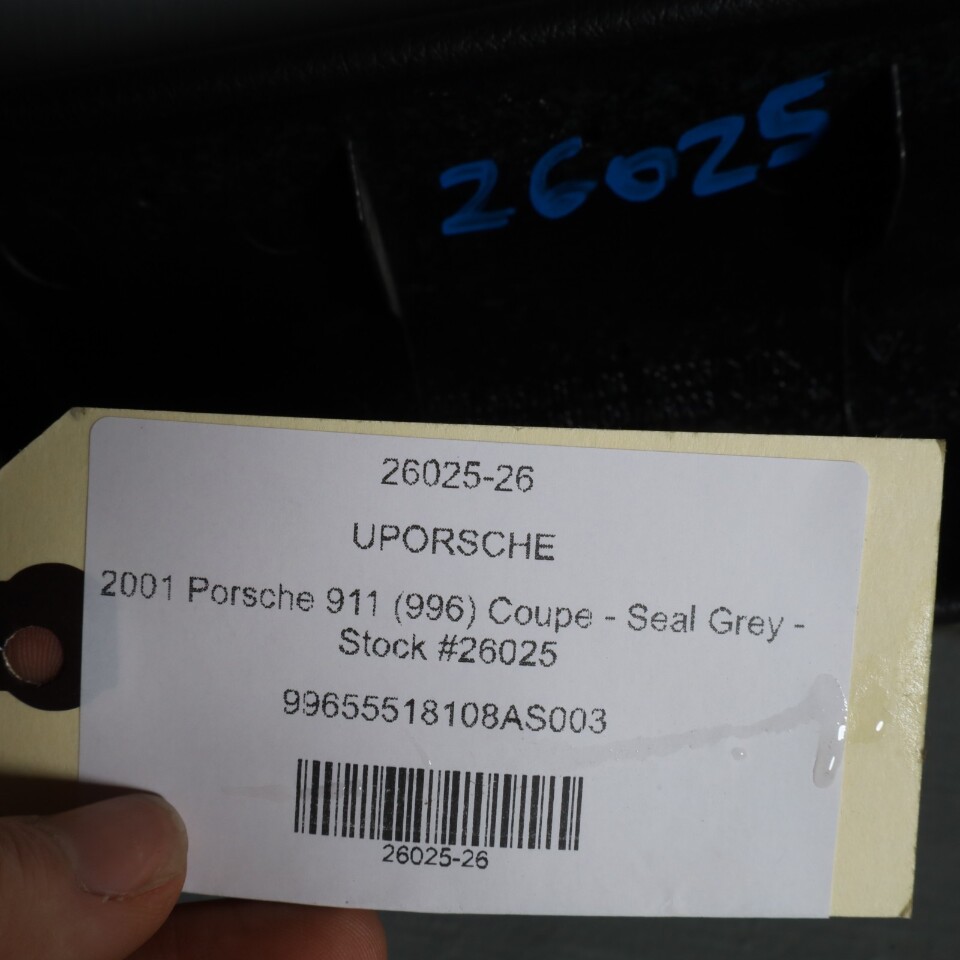 26025
26025-26
UPORSCHE
2001 Porsche 911 (996) Coupe - Seal Grey -
Stock #26025
99655518108AS003
26025-26